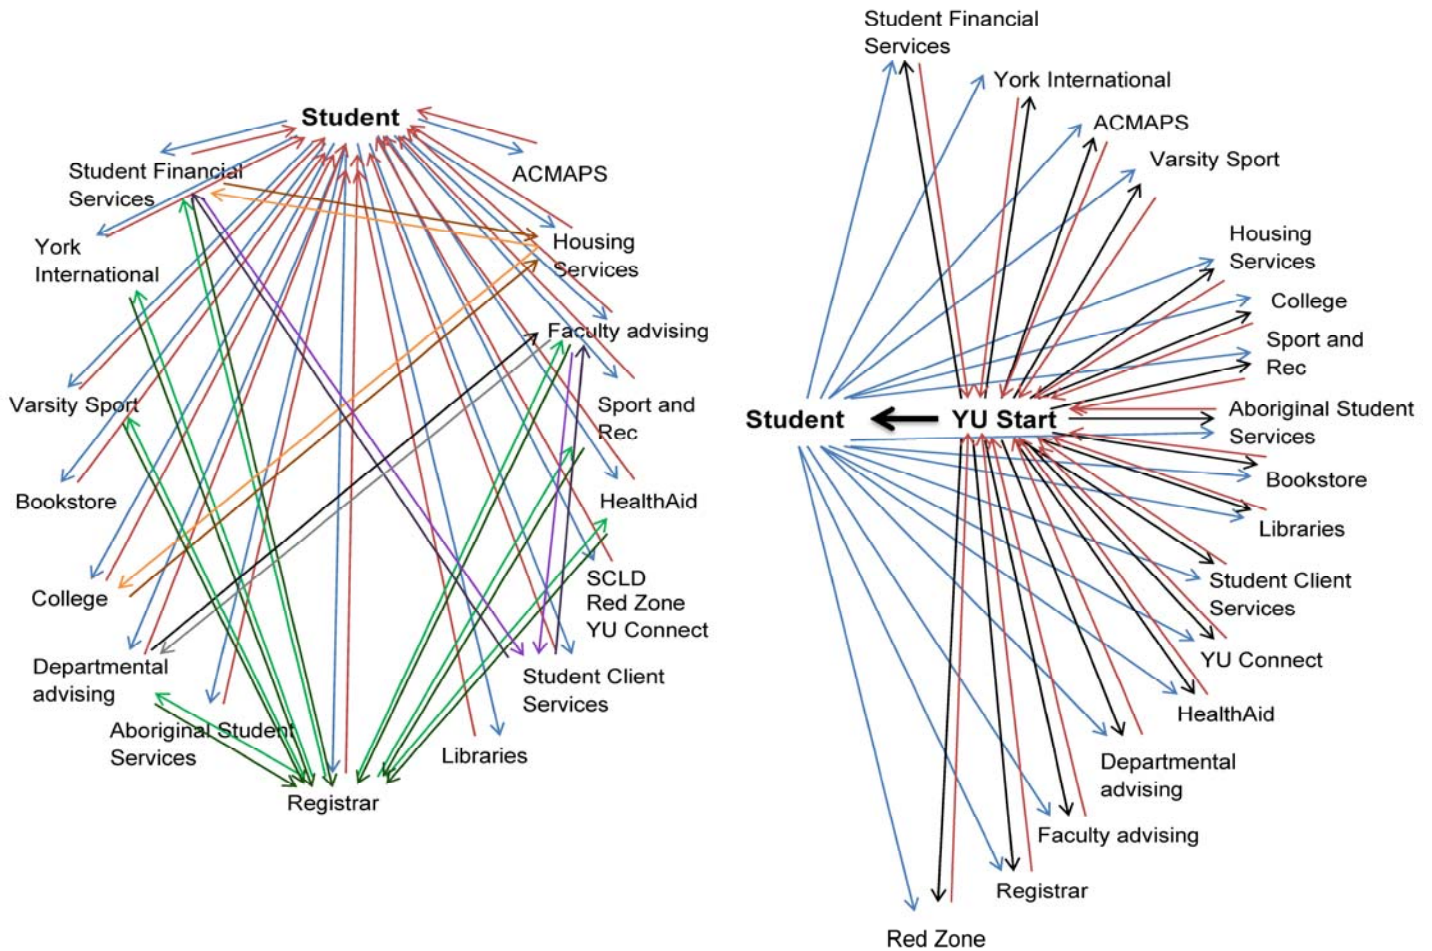 Student
Student Financial
Services
ACMAPS
York
International
Housing
Services
Faculty advising
Varsity Sport
Sport and
Rec
Bookstore
HealthAid
College
SCLD
Red Zone
YU Connect
Departmental
advising
Student Client
Services
Aboriginal Student
Services
Libraries
Registrar
Student Financial
Services
York International
ACMAPS
Varsity Sport
Housing
Services
College
Sport and
Rec
Student
YU Start
Aboriginal Student
Services
Bookstore
Libraries
Student Client
Services
YU Connect
HealthAid
Departmental
advising
Faculty advising
Registrar
Red Zone